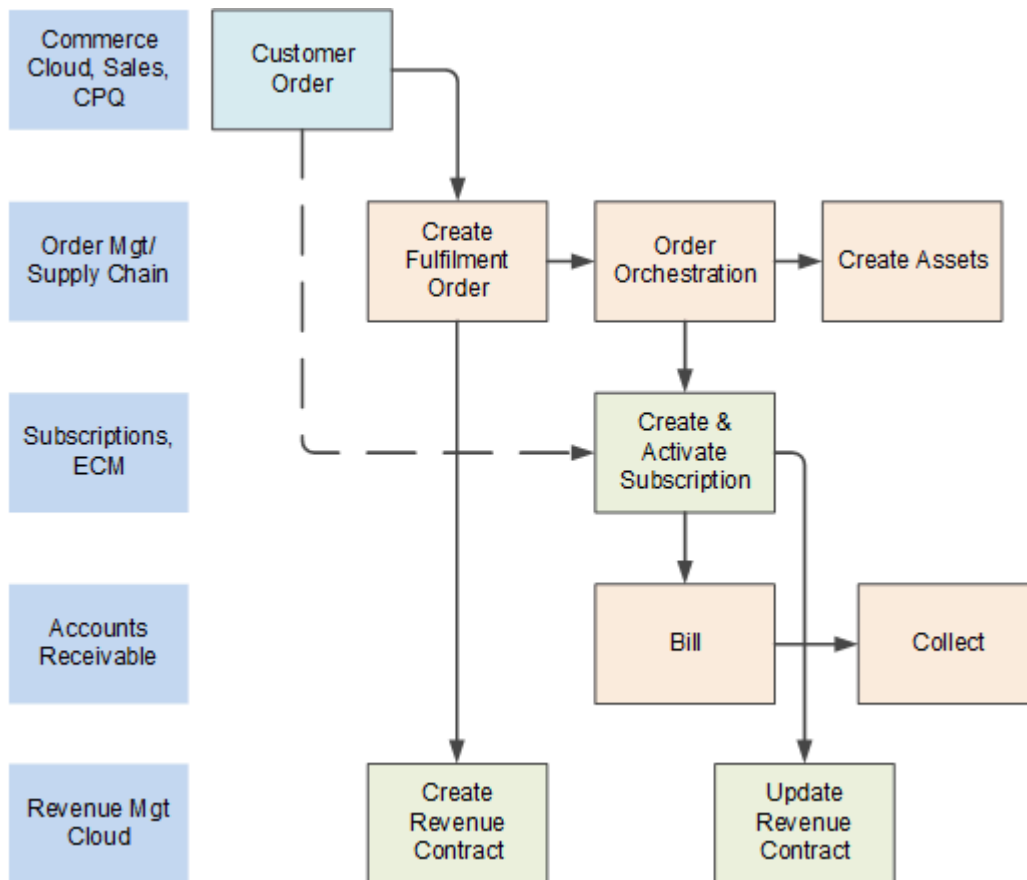 Commerce
Cloud, Sales,
CPQ
Customer
Order
Order Mgt/
Supply Chain
Create
Fulfilment
Order
Order
Orchestration
Create Assets
Subscriptions,
ECM
Create &
Activate
Subscription
Accounts
Receivable
Bill
Collect
Revenue Mgt
Cloud
Create
Revenue
Contract
Update
Revenue
Contract